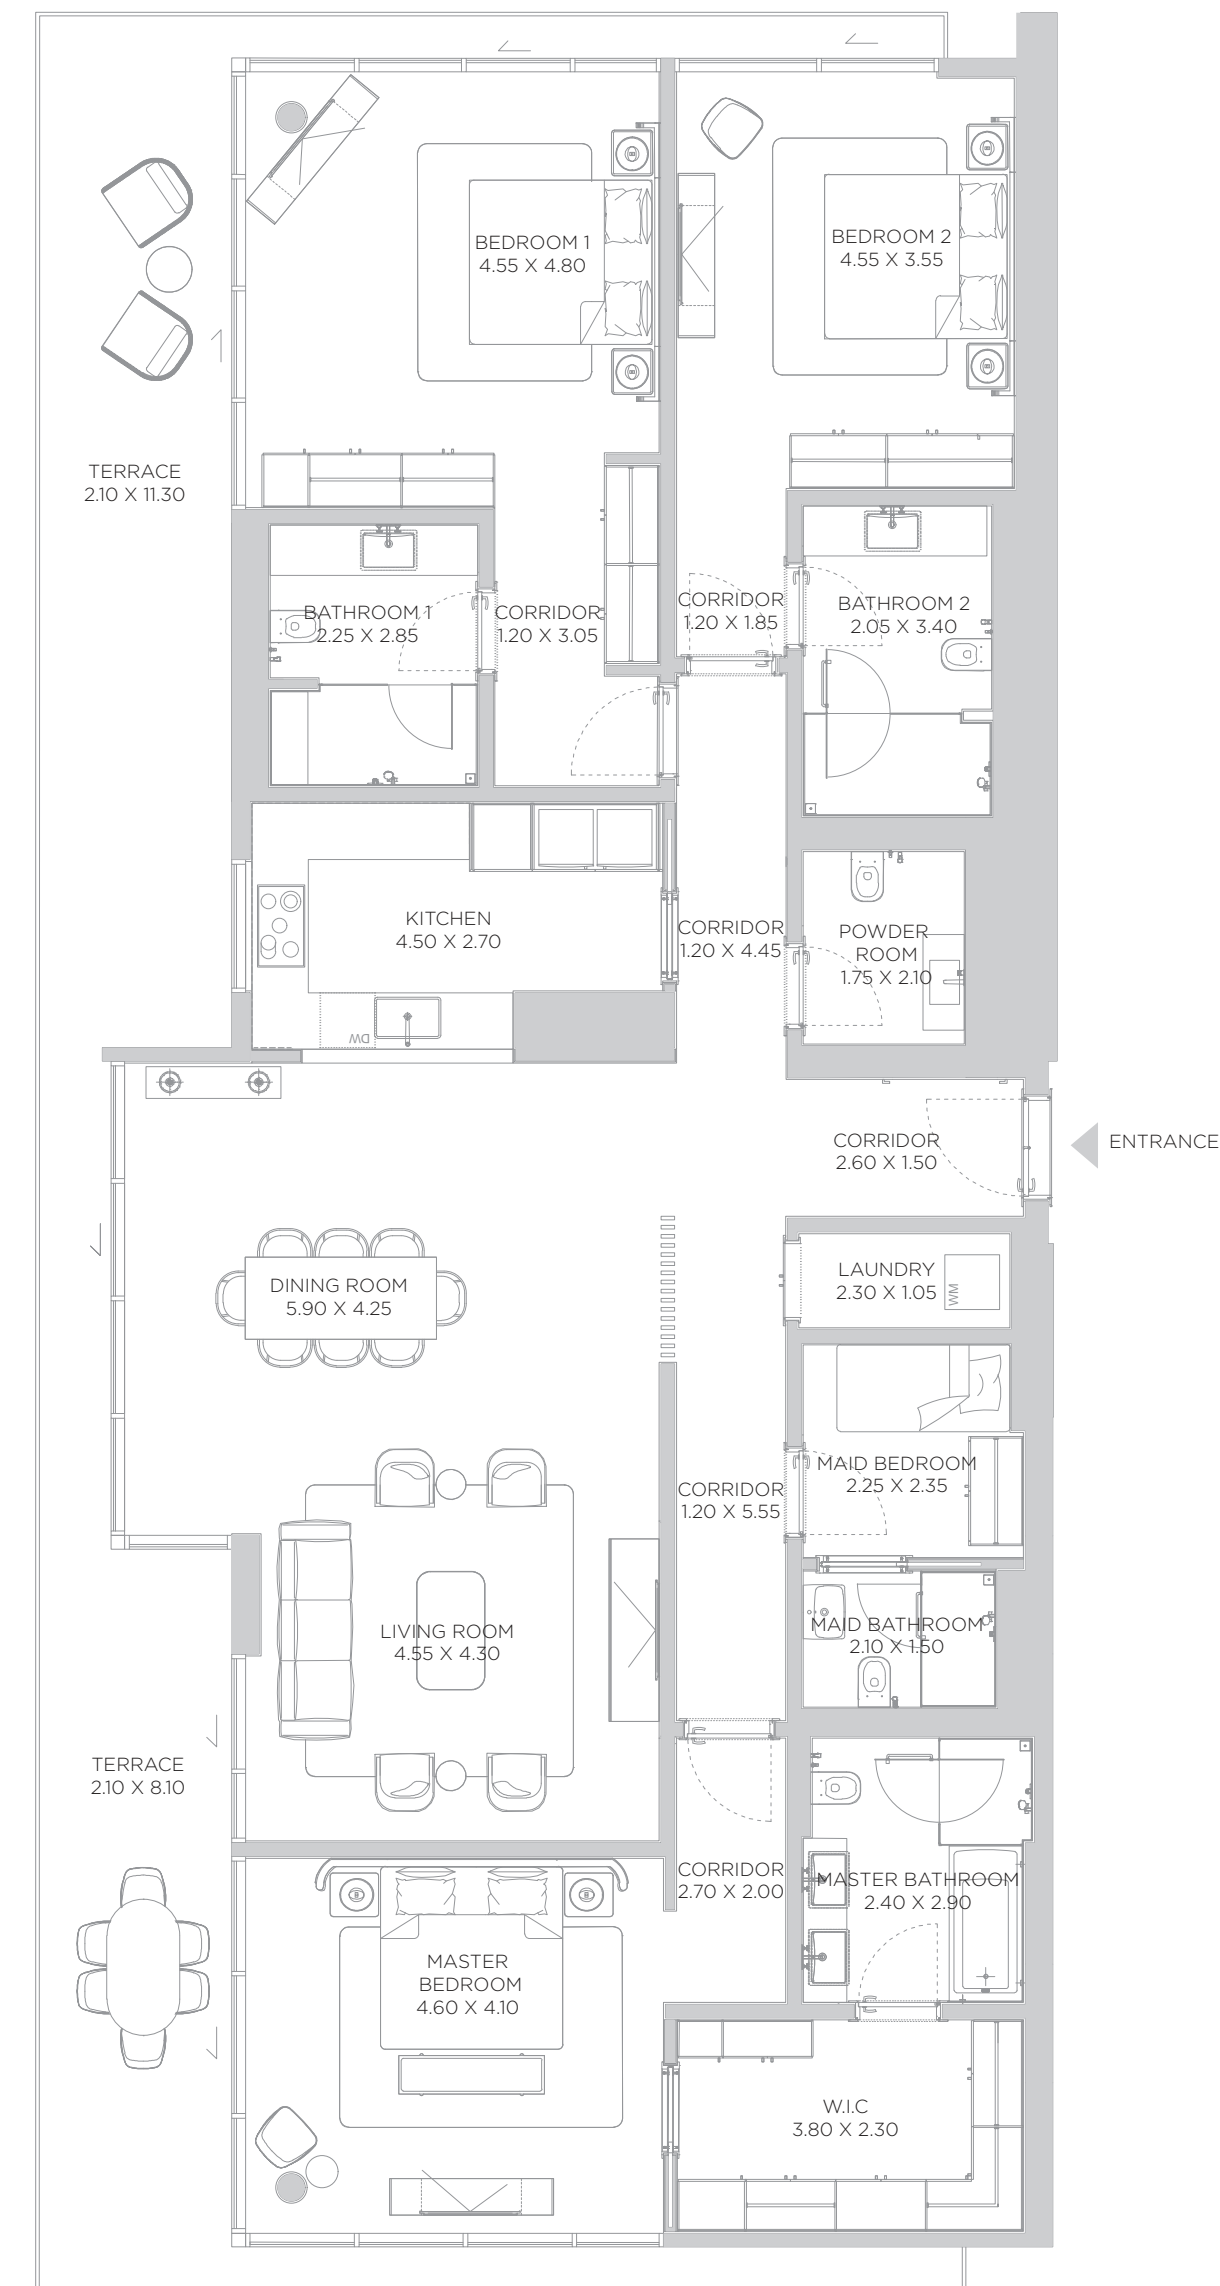 BEDROOM 1
4.55 X 4.80
BEDROOM 2
4.55 X 3.55
TERRACE
2.10 X 11.30
BATHROOM 1
2.25 X 2.85
CORRIDOR
1.20 X 3.05
CORRIDOR
1.20 X 1.85
BATHROOM 2
2.05 X 3.40
KITCHEN
4.50 X 2.70
CORRIDOR
1.20 X 4.45
POWDER
ROOM
1.75 X 2.10
DW
CORRIDOR
2.60 X 1.50
ENTRANCE
DINING ROOM
5.90 X 4.25
LAUNDRY
2.30 X 1.05
WM
MAID BEDROOM
2.25 X 2.35
CORRIDOR
1.20 X 5.55
LIVING ROOM
4.55 X 4.30
MAID BATHROOM
2.10 X 1.50
TERRACE
2.10 X 8.10
CORRIDOR
2.70 X 2.00
MASTER BATHROOM
2.40 X 2.90
MASTER
BEDROOM
4.60 X 4.10
W.I.C
3.80 X 2.30